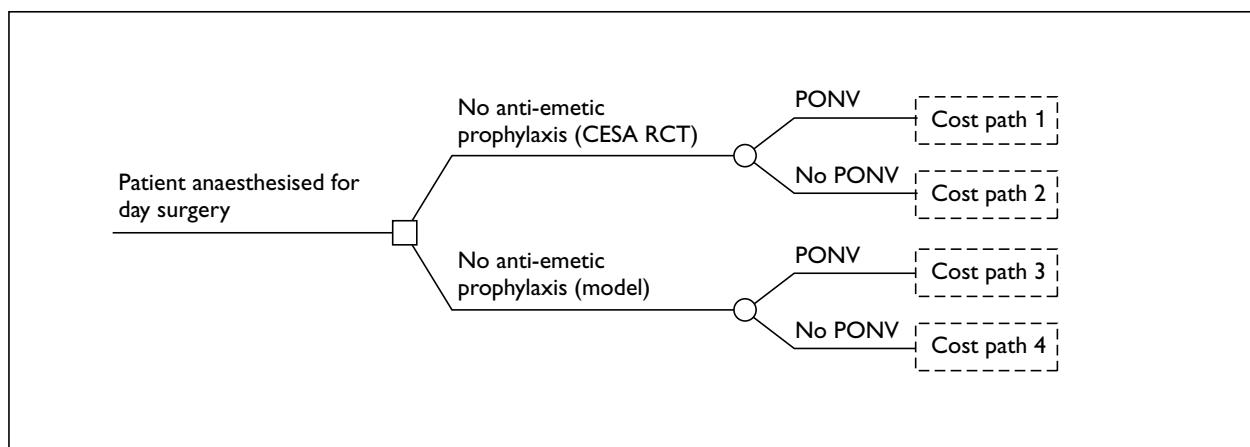 No anti-emetic
prophylaxis (CESA RCT)
PONV
Cost path 1
No PONV
Cost path 2
Patient anaesthesised for
day surgery
No anti-emetic
prophylaxis (model)
PONV
Cost path 3
No PONV
Cost path 4